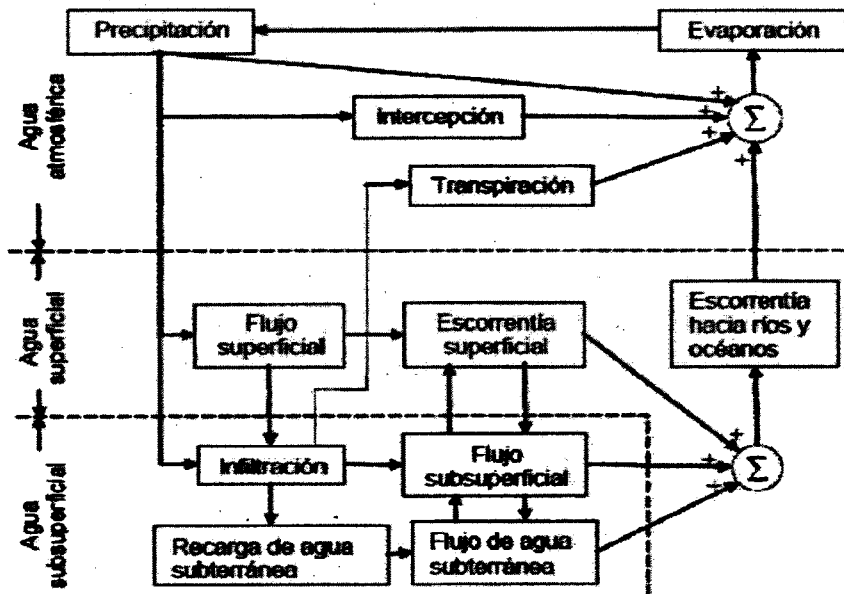 Precipitación
Evaporación
Agua
atmosférica
Intercepción
Σ
+
+
+
+
Transpiración
Agua
superficial
Flujo
superficial
Escorrentía
superficial
Escorrentía
hacia ríos y
océanos
Agua
subsuperficial
Infiltración
Flujo
subsuperficial
Σ
+
+
+
Recarga de agua
subterránea
Flujo de agua
subterránea